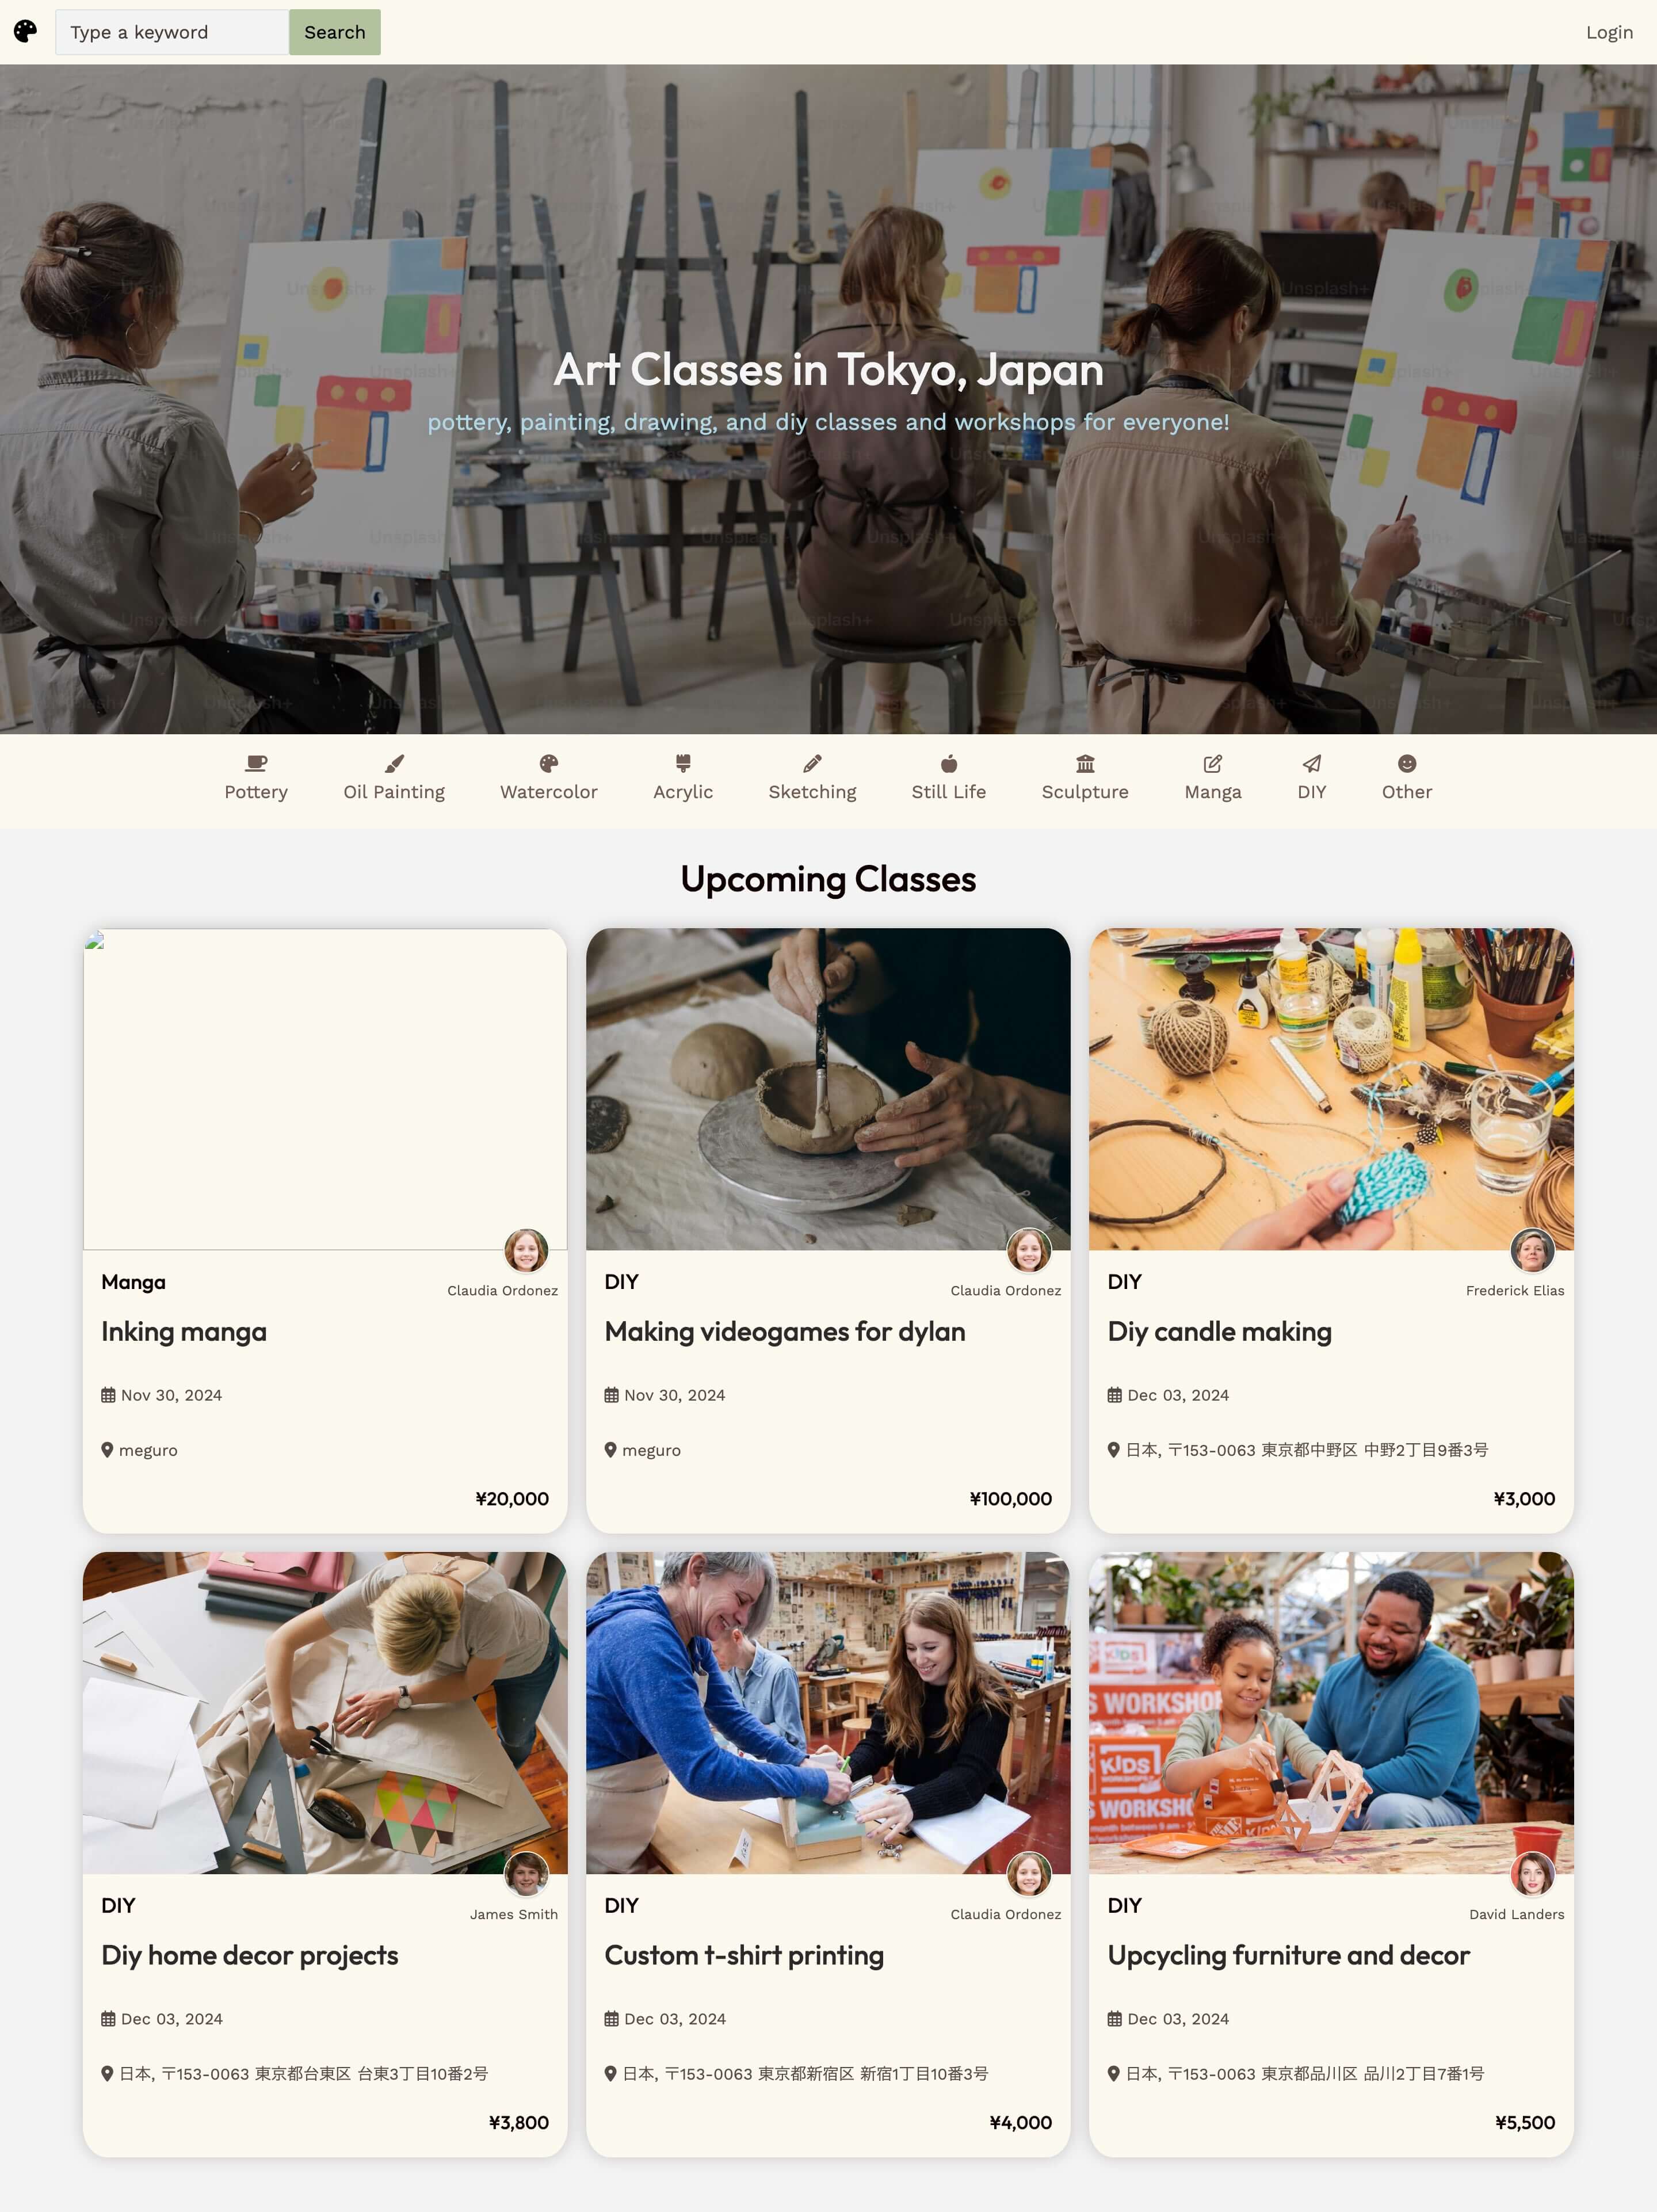 Type a keyword
Search
Login
Art Classes in Tokyo, Japan
pottery, painting, drawing, and diy classes and workshops for everyone!
Pottery
Oil Painting
Watercolor
Acrylic
Sketching
Still Life
Sculpture
Manga
DIY
Other
Upcoming Classes
Manga
Claudia Ordonez
Inking manga
Nov 30, 2024
meguro
¥20,000
DIY
Claudia Ordonez
Making videogames for dylan
Nov 30, 2024
meguro
¥100,000
DIY
Frederick Elias
Diy candle making
Dec 03, 2024
日本, 〒153-0063 東京都中野区 中野2丁目9番3号
¥3,000
DIY
James Smith
Diy home decor projects
Dec 03, 2024
日本, 〒153-0063 東京都台東区 台東3丁目10番2号
¥3,800
DIY
Claudia Ordonez
Custom t-shirt printing
Dec 03, 2024
日本, 〒153-0063 東京都新宿区 新宿1丁目10番3号
¥4,000
KIDS
WORKSHOP
KIDS
WORKSHO
DIY
David Landers
Upcycling furniture and decor
Dec 03, 2024
日本, 〒153-0063 東京都品川区 品川2丁目7番1号
¥5,500